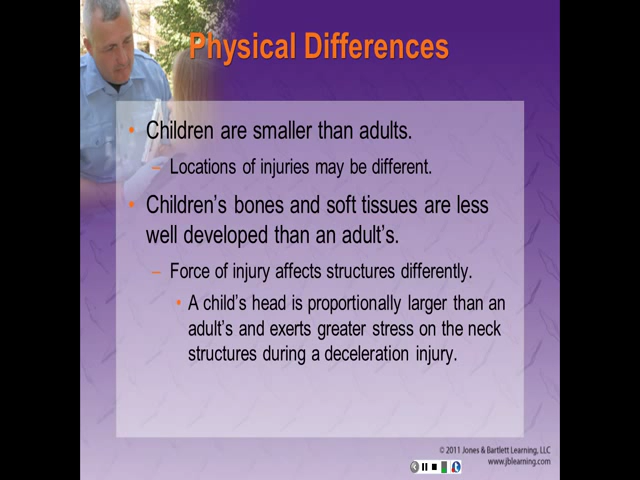 Physical Differences
• Children are smaller than adults.
– Locations of injuries may be different.
• Children's bones and soft tissues are less
well developed than an adult's.
– Force of injury affects structures differently.
• A child's head is proportionally larger than an
adult's and exerts greater stress on the neck
structures during a deceleration injury.
© 2011 Jones & Bartlett Learning, LLC
www.jblearning.com